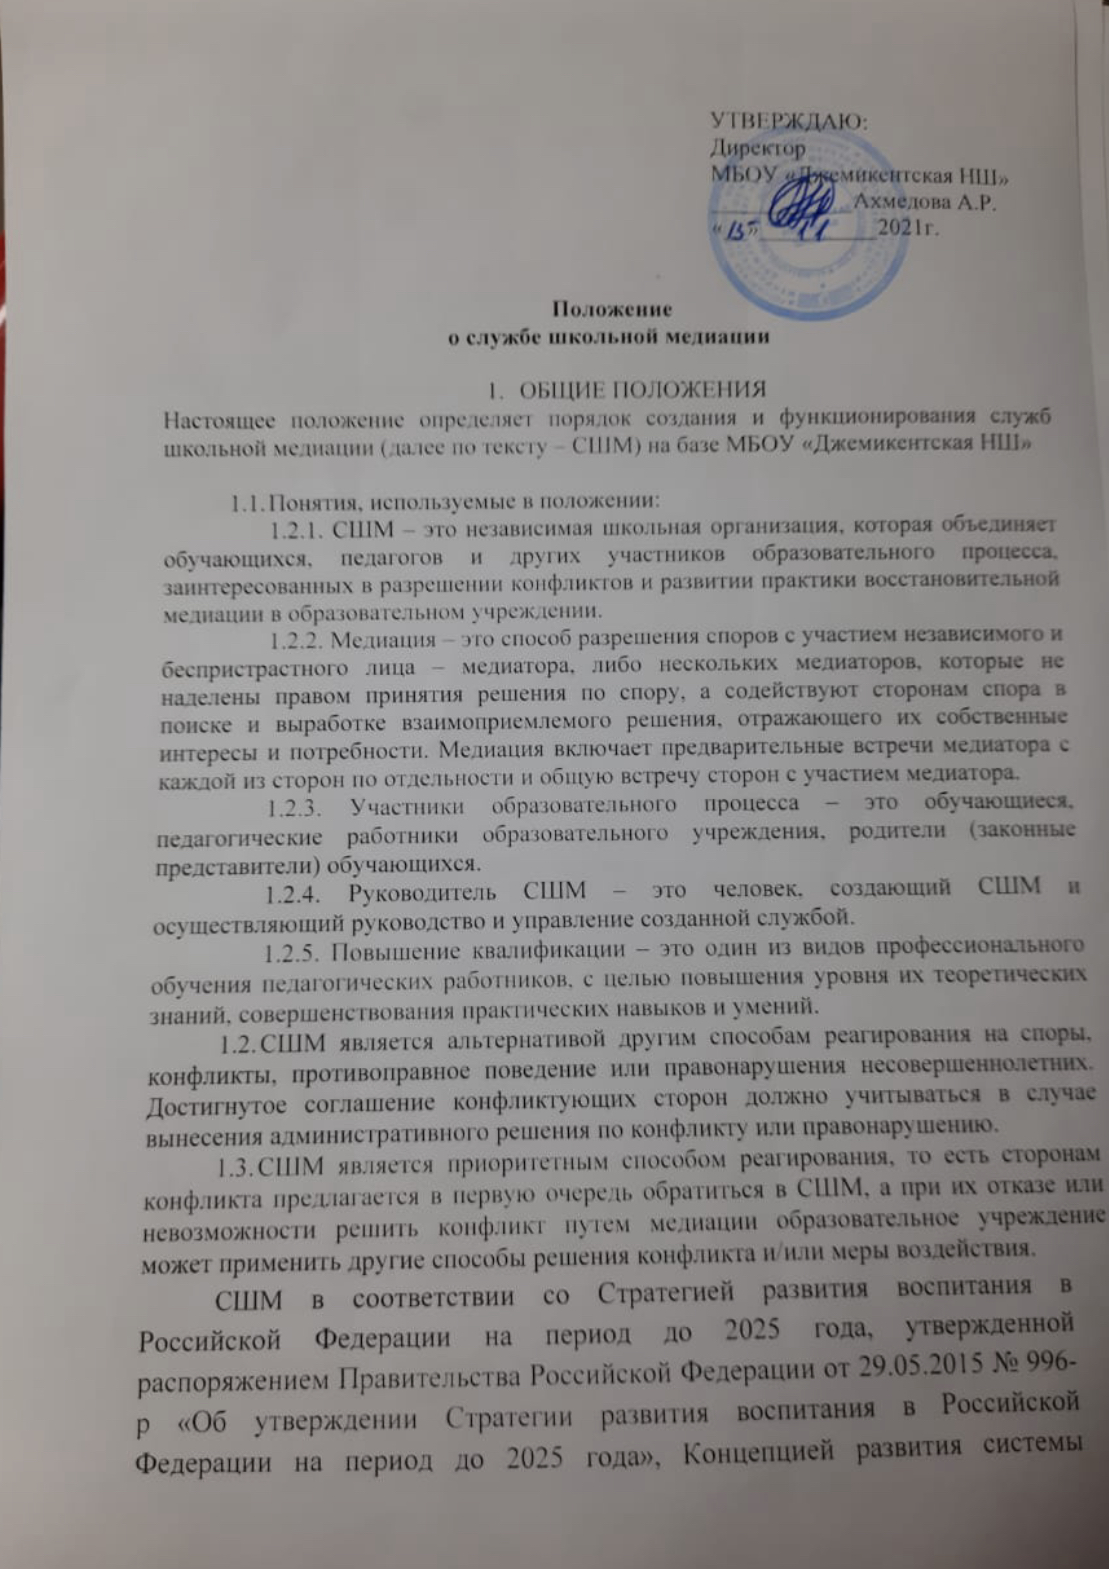 УТВЕРЖДАЮ:
Директор
МБОУ «Джемикентская НШ»
____________ Ахмедова А.Р.
«15» 11 2021г.
Положение
о службе школьной медиации
1. ОБЩИЕ ПОЛОЖЕНИЯ
Настоящее положение определяет порядок создания и функционирования служб
школьной медиации (далее по тексту – СШМ) на базе МБОУ «Джемикентская НШ»
1.1. Понятия, используемые в положении:
1.2.1. СШМ – это независимая школьная организация, которая объединяет
обучающихся, педагогов и других участников образовательного процесса,
заинтересованных в разрешении конфликтов и развитии практики восстановительной
медиации в образовательном учреждении.
1.2.2. Медиация – это способ разрешения споров с участием независимого и
беспристрастного лица – медиатора, либо нескольких медиаторов, которые не
наделены правом принятия решения по спору, а содействуют сторонам спора в
поиске и выработке взаимоприемлемого решения, отражающего их собственные
интересы и потребности. Медиация включает предварительные встречи медиатора с
каждой из сторон по отдельности и общую встречу сторон с участием медиатора.
1.2.3. Участники образовательного процесса – это обучающиеся,
педагогические работники образовательного учреждения, родители (законные
представители) обучающихся.
1.2.4. Руководитель СШМ – это человек, создающий СШМ и
осуществляющий руководство и управление созданной службой.
1.2.5. Повышение квалификации – это один из видов профессионального
обучения педагогических работников, с целью повышения уровня их теоретических
знаний, совершенствования практических навыков и умений.
1.2. СШМ является альтернативой другим способам реагирования на споры,
конфликты, противоправное поведение или правонарушения несовершеннолетних.
Достигнутое соглашение конфликтующих сторон должно учитываться в случае
вынесения административного решения по конфликту или правонарушению.
1.3. СШМ является приоритетным способом реагирования, то есть сторонам
конфликта предлагается в первую очередь обратиться в СШМ, а при их отказе или
невозможности решить конфликт путем медиации образовательное учреждение
может применить другие способы решения конфликта и/или меры воздействия.
СШМ в соответствии со Стратегией развития воспитания в
Российской Федерации на период до 2025 года, утвержденной
распоряжением Правительства Российской Федерации от 29.05.2015 № 996-
р «Об утверждении Стратегии развития воспитания в Российской
Федерации на период до 2025 года», Концепцией развития системы